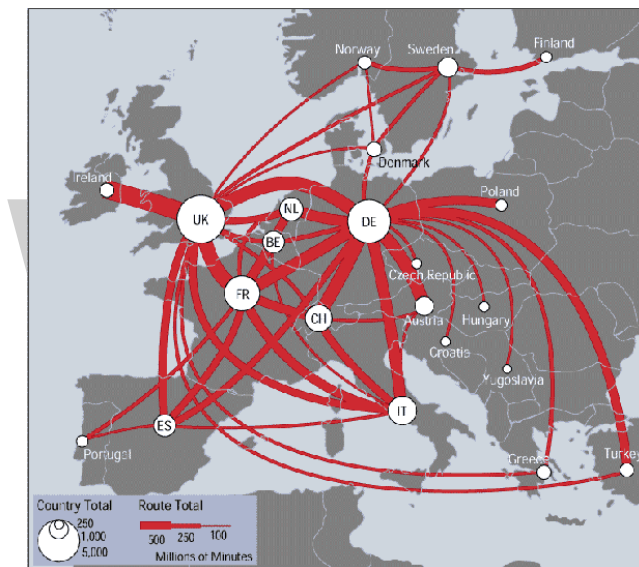 Norway
Sweden
Finland
Denmark
Ireland
UK
NL
DE
Poland
BE
Czech Republic
FR
CH
Austria
Hungary
Croatia
Yugoslavia
IT
ES
Portugal
Greece
Turkey
Country Total
Route Total
250
1,000
5,000
500
250
100
Millions of Minutes